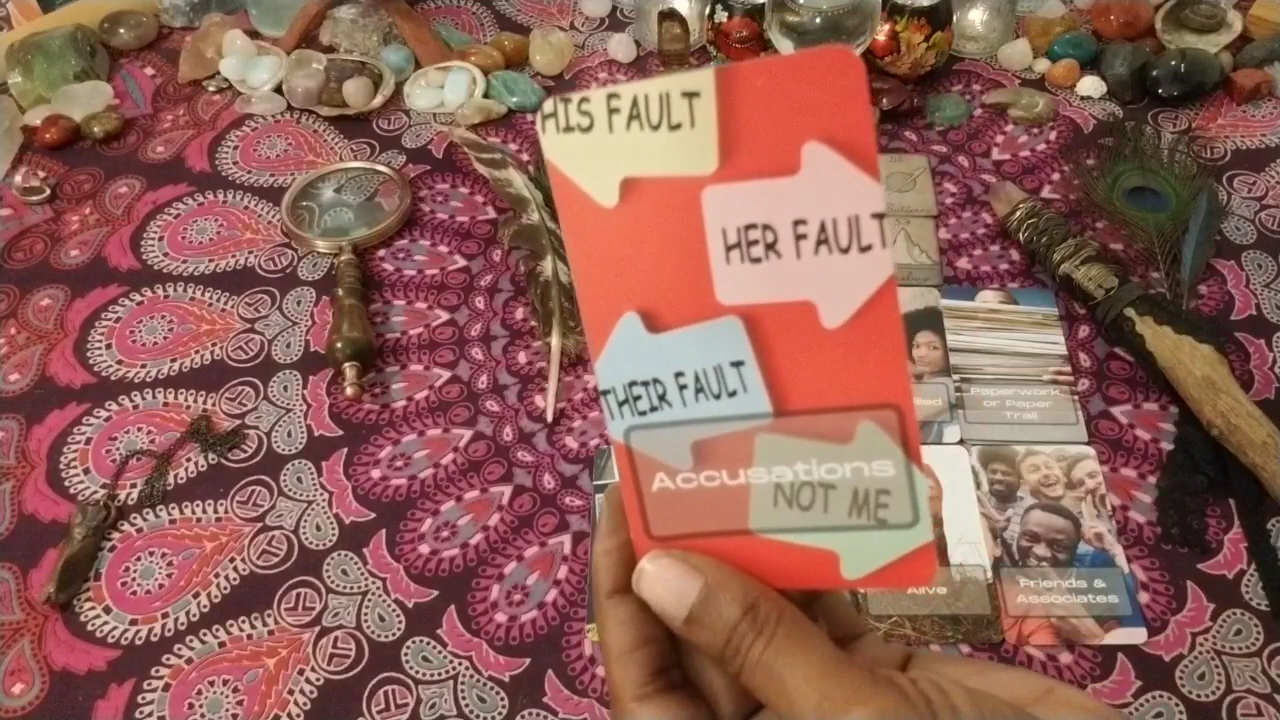 HIS FAULT
HER FAULT
THEIR FAULT
Accusations
NOT ME
Paperwork
or Paper
Trail
Alive
Friends &
Associates